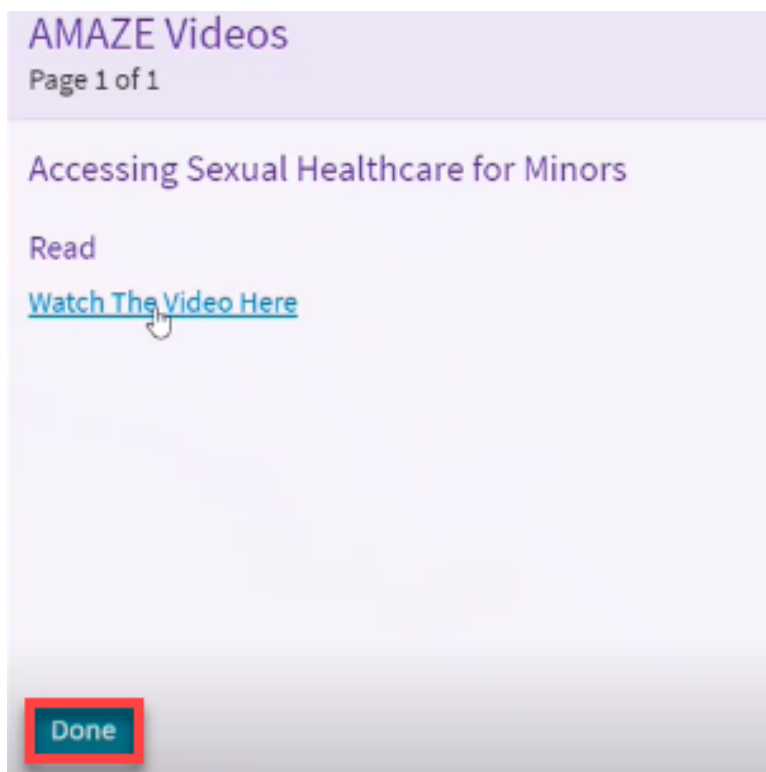 AMAZE Videos
Page 1 of 1
Accessing Sexual Healthcare for Minors
Read
Watch The Video Here
Done